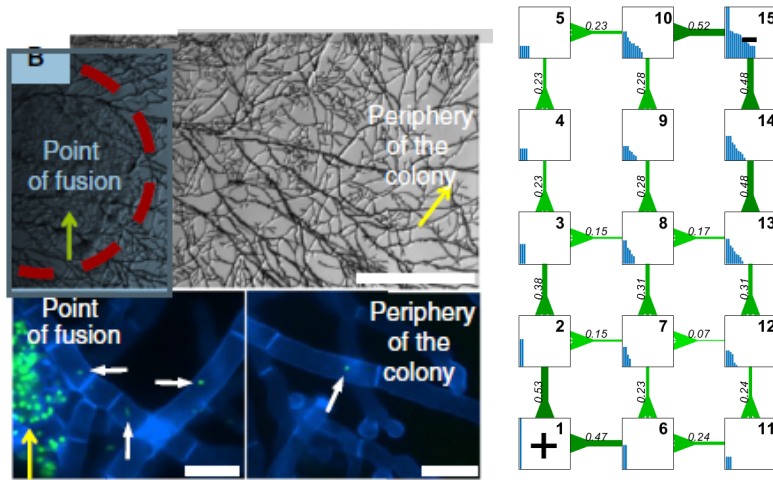 B
Point
of fusion
Periphery
of the
colony
Point
of fusion
Periphery
of the
colony
5 0.23 10 0.52 15
-
0.23 0.28 0.48
4 9 14
0.23 0.28 0.48
3 0.15 8 0.17 13
0.38 0.31 0.31
2 0.15 7 0.07 12
0.53 0.23 0.24
1 0.47 6 0.24 11
+